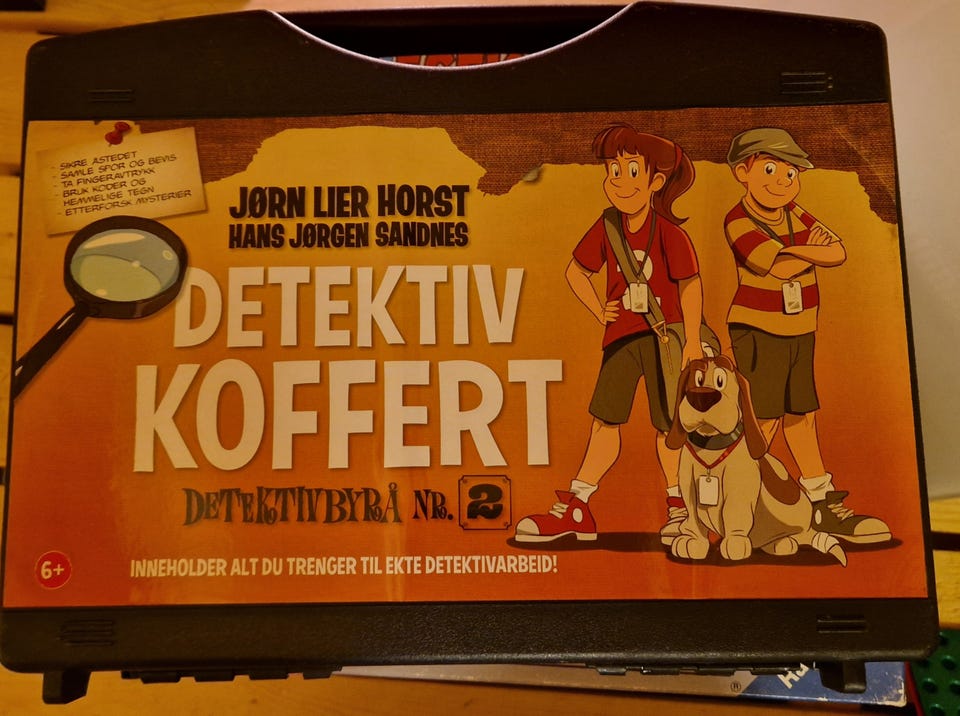 - SIKRE ÅSTEDET
- SAMLE SPOR OG BEVIS
- TA FINGERAVTRYKK
- BRUK KODER OG
HEMMELIGE TEGN
- ETTERFORSK MYSTERIER
JØRN LIER HORST
HANS JØRGEN SANDNES
DETEKTIV
KOFFERT
DETEKTIVBYRÅ NR. 2
6+
INNEHOLDER ALT DU TRENGER TIL EKTE DETEKTIVARBEID!
®